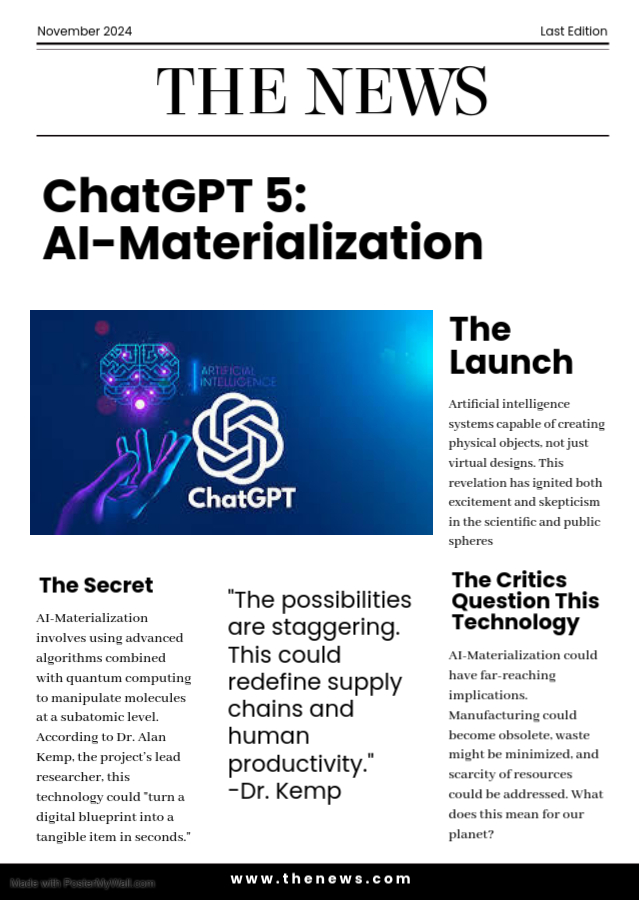 November 2024
Last Edition
THE NEWS
ChatGPT 5:
AI-Materialization
ARTIFICIAL
INTELLIGENCE
ChatGPT
The
Launch
Artificial intelligence
systems capable of creating
physical objects, not just
virtual designs. This
revelation has ignited both
excitement and skepticism
in the scientific and public
spheres
The Secret
AI-Materialization
involves using advanced
algorithms combined
with quantum computing
to manipulate molecules
at a subatomic level.
According to Dr. Alan
Kemp, the project's lead
researcher, this
technology could "turn a
digital blueprint into a
tangible item in seconds."
"The possibilities
are staggering.
This could
redefine supply
chains and
human
productivity."
-Dr. Kemp
The Critics
Question This
Technology
AI-Materialization could
have far-reaching
implications.
Manufacturing could
become obsolete, waste
might be minimized, and
scarcity of resources
could be addressed. What
does this mean for our
planet?
Made with PosterMyWall.com
www.thenews.com